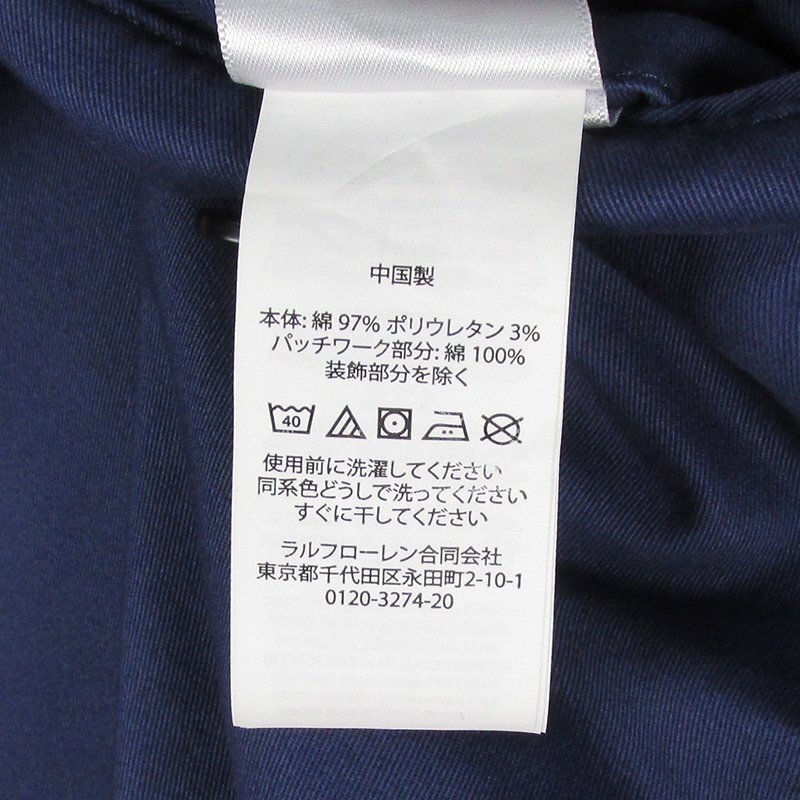 中国製
本体: 綿 97% ポリウレタン 3%
パッチワーク部分: 綿 100%
装飾部分を除く
40
使用前に洗濯してください
同系色どうしで洗ってください
すぐに干してください
ラルフローレン合同会社
東京都千代田区永田町2-10-1
0120-3274-20